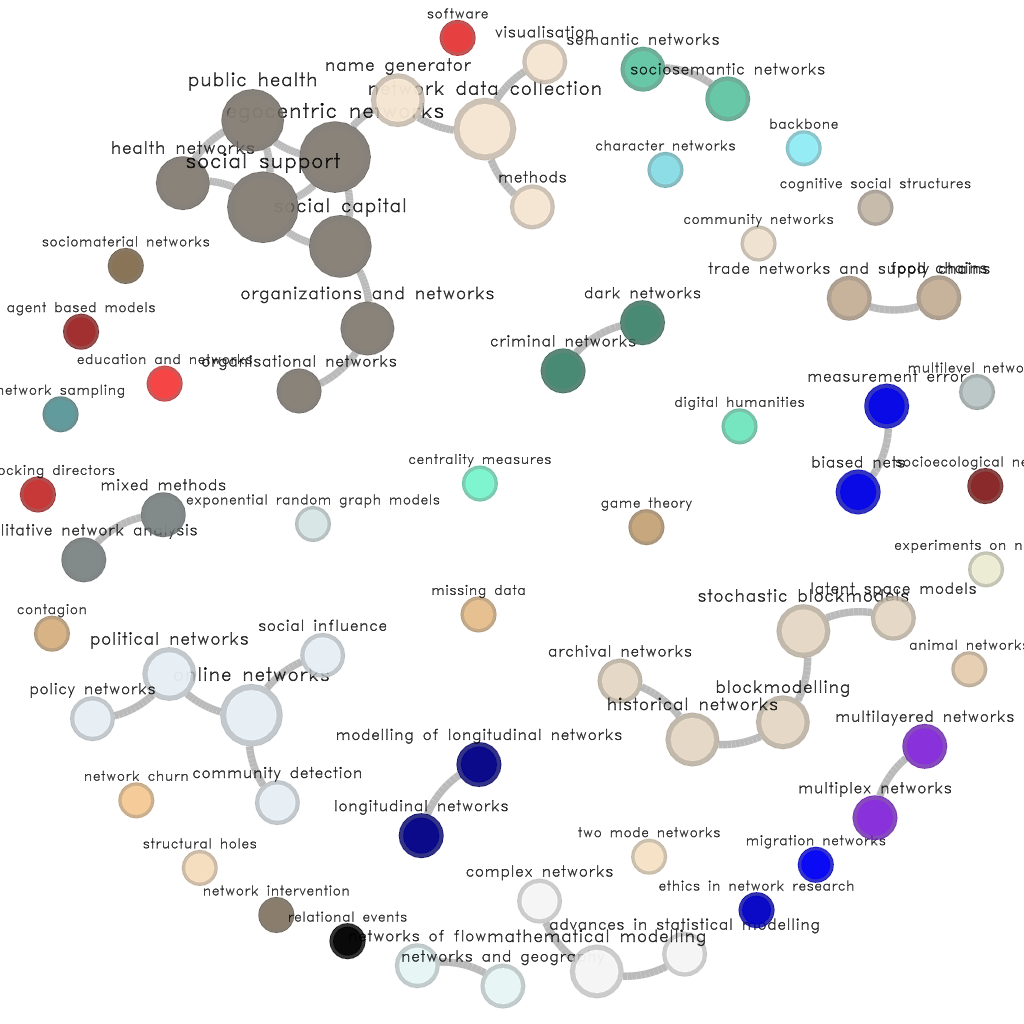 software
visualisation
semantic networks
name generator
sociosemantic networks
public health
network data collection
egocentric networks
backbone
health networks
character networks
social support
methods
cognitive social structures
social capital
community networks
sociomaterial networks
trade networks and supply chains
food chains
organizations and networks
dark networks
agent based models
criminal networks
education and networks
organisational networks
multilevel netwo
measurement error
network sampling
digital humanities
centrality measures
biased nets
socioecological ne
ocking directors
mixed methods
exponential random graph models
game theory
litative network analysis
experiments on n
missing data
latent space models
stochastic blockmodels
contagion
social influence
political networks
archival networks
animal networks
online networks
policy networks
blockmodelling
historical networks
multilayered networks
modelling of longitudinal networks
network churn
community detection
multiplex networks
longitudinal networks
two mode networks
migration networks
structural holes
complex networks
ethics in network research
network intervention
relational events
advances in statistical modelling
networks of flow
mathematical modelling
networks and geography